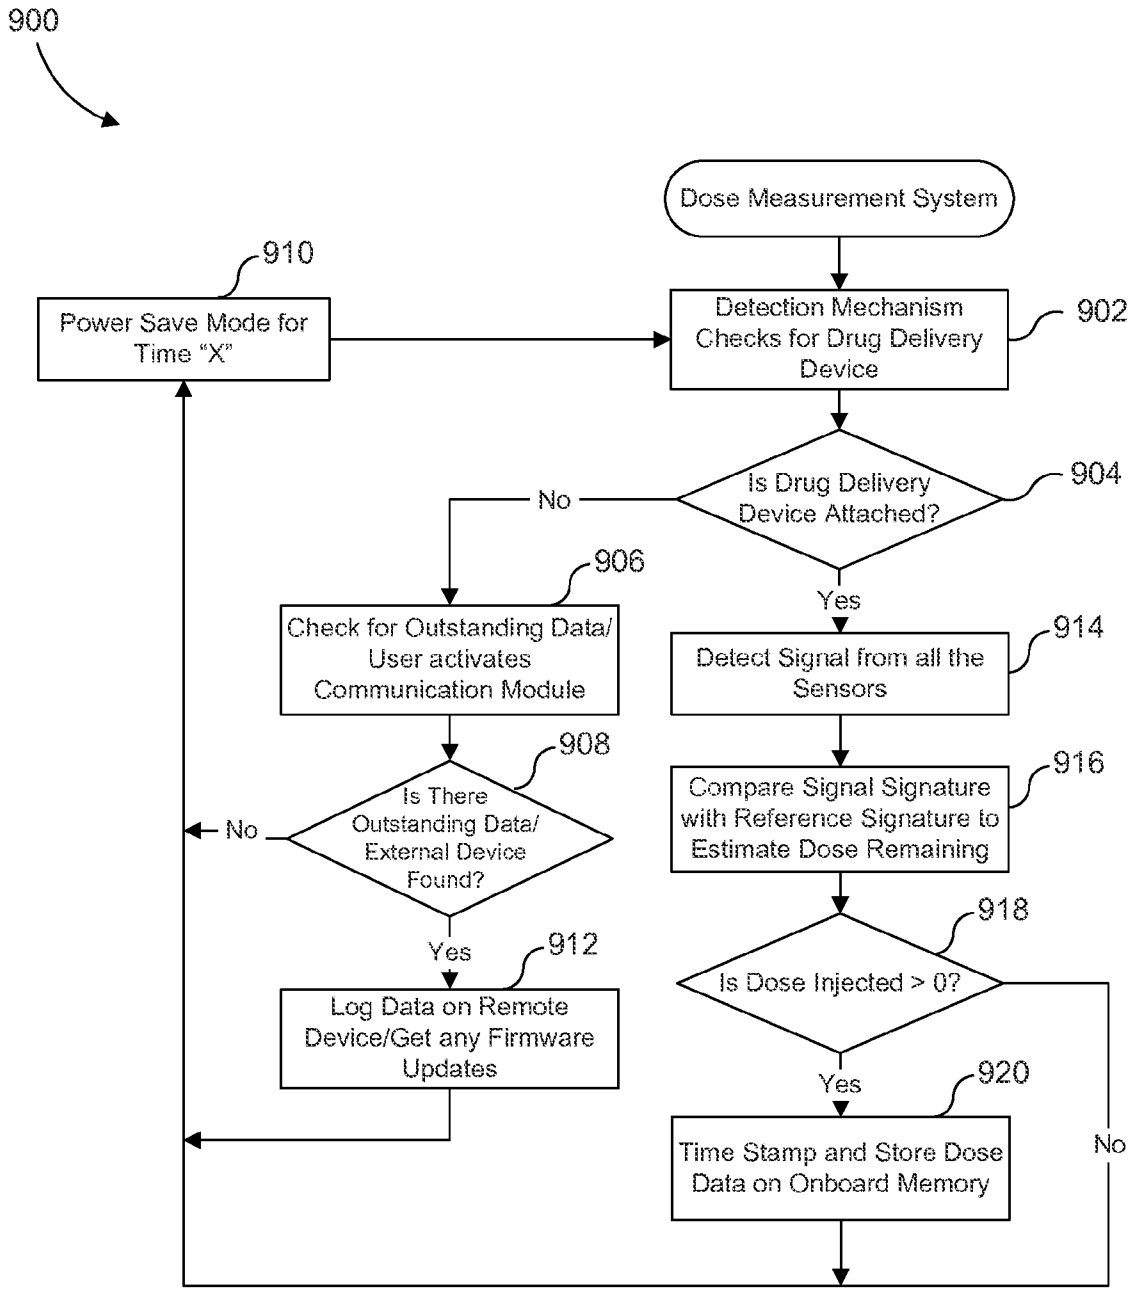 900
Dose Measurement System
910
Power Save Mode for
Time “X”
902
Detection Mechanism
Checks for Drug Delivery
Device
904
Is Drug Delivery
Device Attached?
No
Yes
906
Check for Outstanding Data/
User activates
Communication Module
914
Detect Signal from all the
Sensors
908
Is There
Outstanding Data/
External Device
Found?
No
Yes
916
Compare Signal Signature
with Reference Signature to
Estimate Dose Remaining
918
Is Dose Injected > 0?
912
Log Data on Remote
Device/Get any Firmware
Updates
Yes
No
920
Time Stamp and Store Dose
Data on Onboard Memory